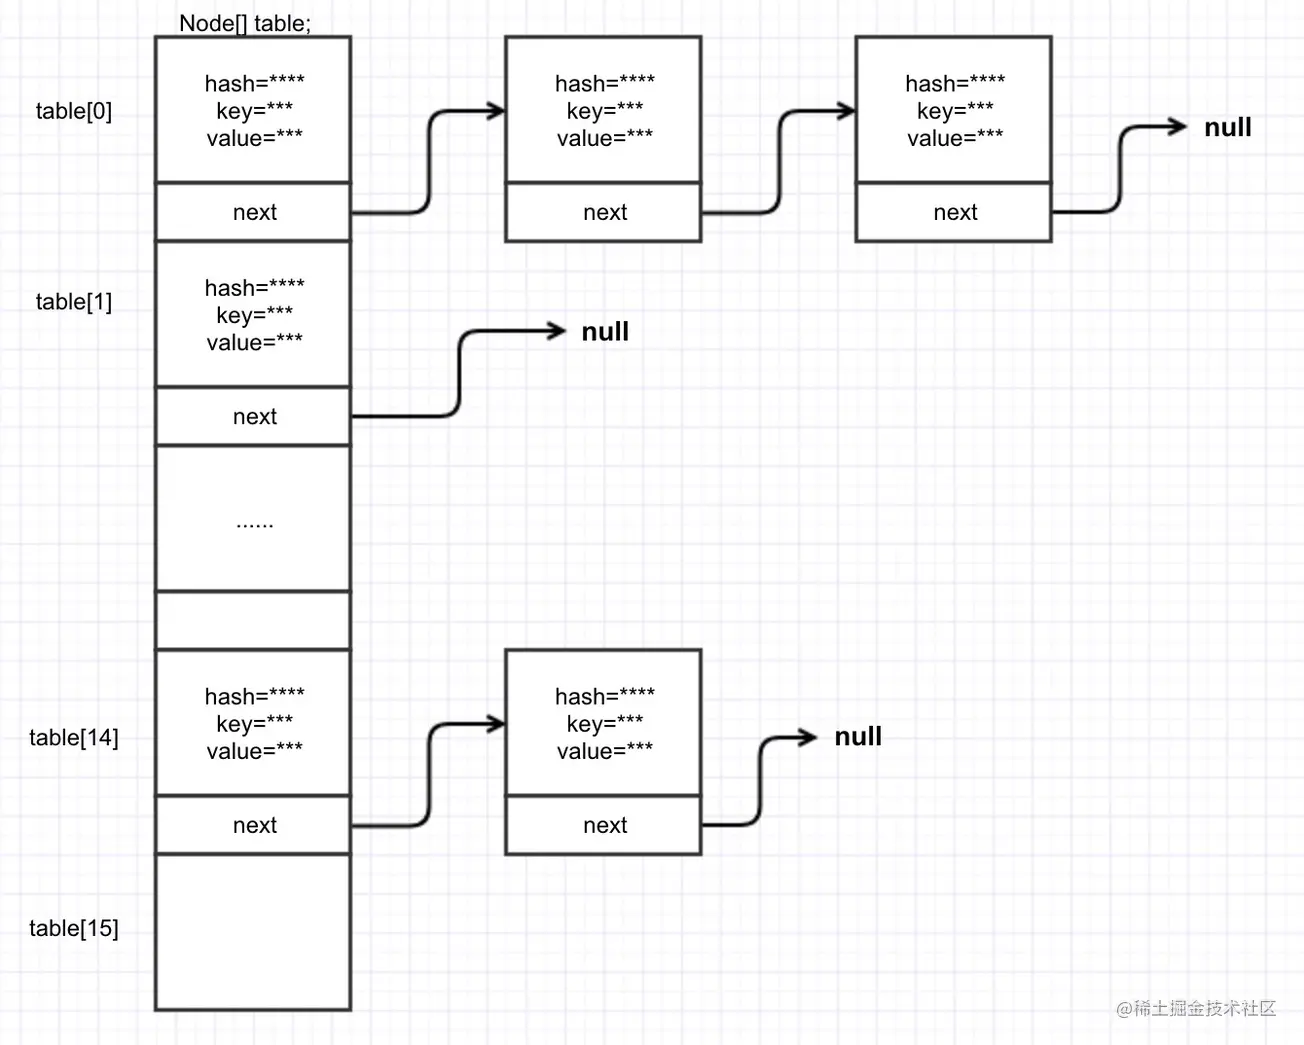 Node[] table;
table[0]
hash=****
key=***
value=***
next
hash=****
key=***
value=***
next
hash=****
key=***
value=***
next
null
table[1]
hash=****
key=***
value=***
next
null
......
table[14]
hash=****
key=***
value=***
next
hash=****
key=***
value=***
next
null
table[15]
@稀土掘金技术社区